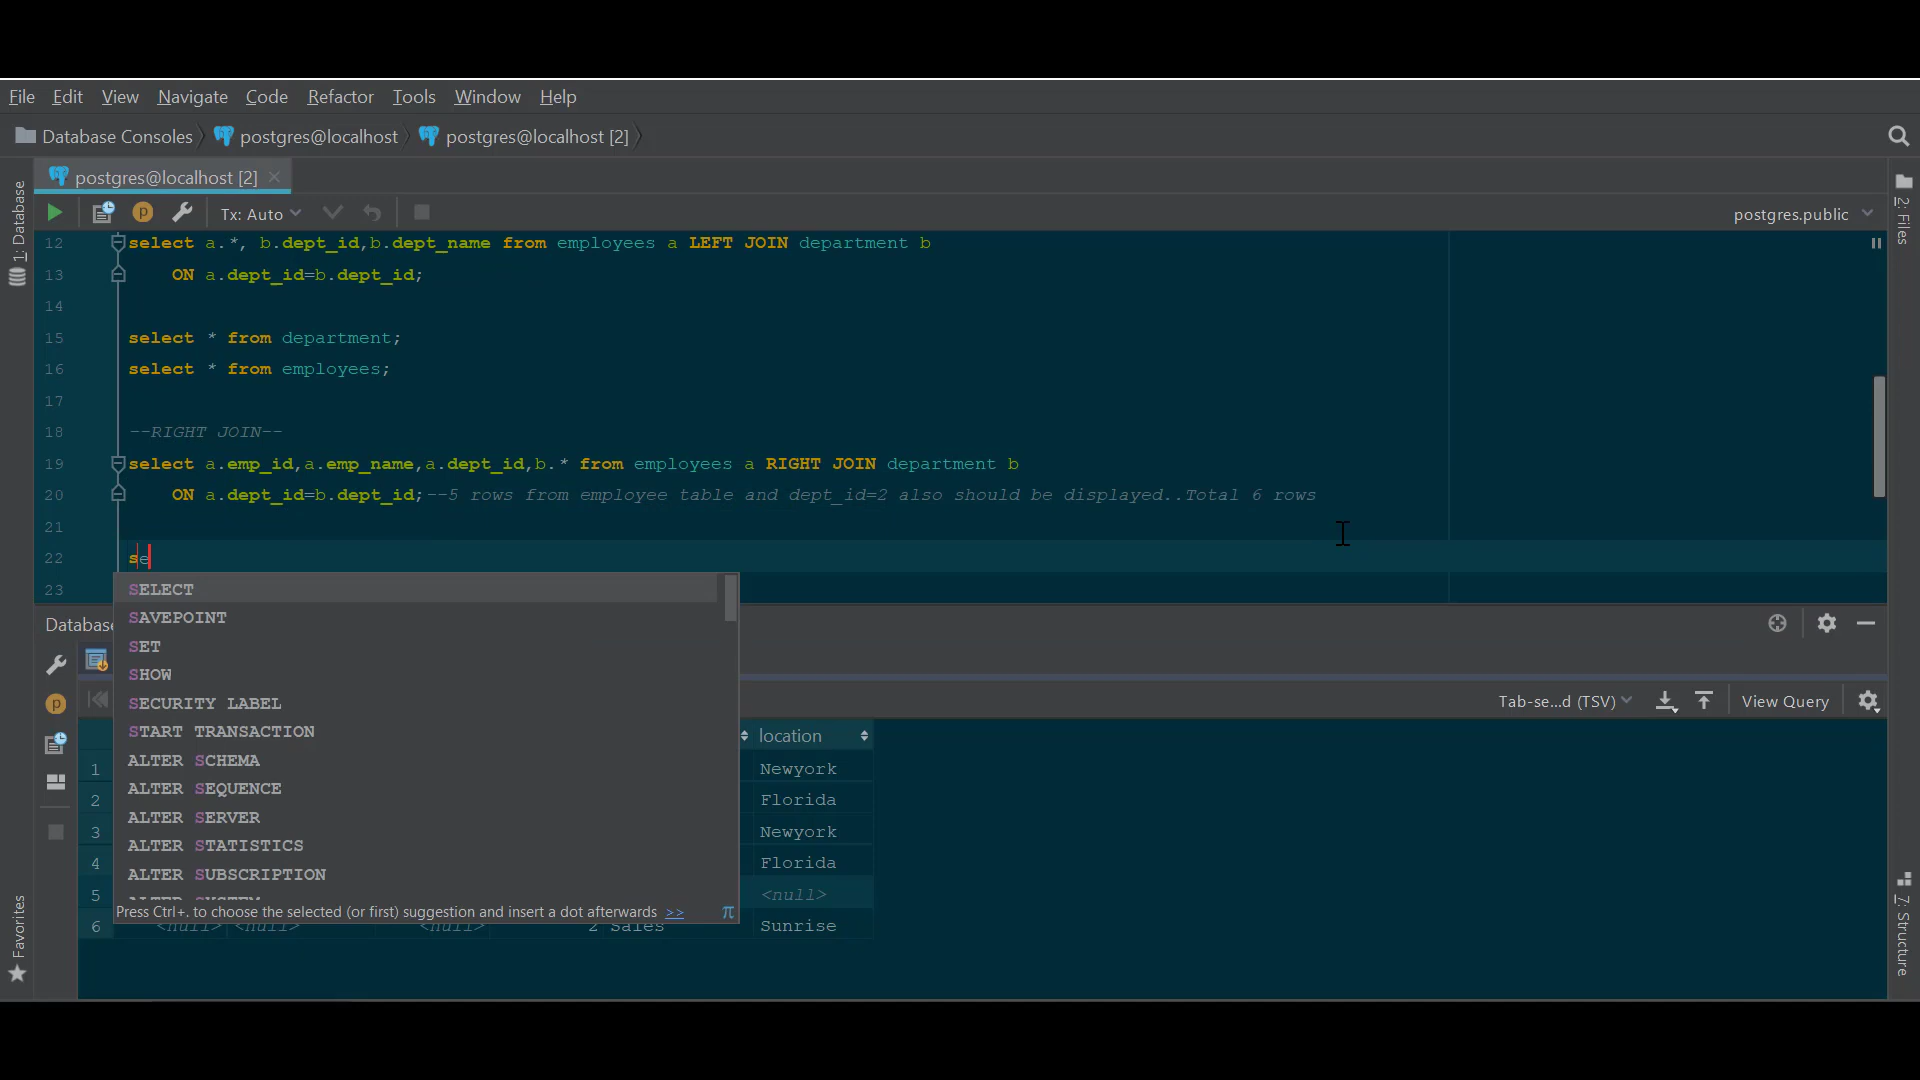 File Edit View Navigate Code Refactor Tools Window Help
Database Consoles postgres@localhost postgres@localhost [2]
postgres@localhost [2]
Tx: Auto
postgres.public
1: Database
2: Files
12 select a.*, b.dept_id,b.dept_name from employees a LEFT JOIN department b
13 ON a.dept_id=b.dept_id;
14
15 select * from department;
16 select * from employees;
17
18 --RIGHT JOIN--
19 select a.emp_id,a.emp_name,a.dept_id,b.* from employees a RIGHT JOIN department b
20 ON a.dept_id=b.dept_id;--5 rows from employee table and dept_id=2 also should be displayed..Total 6 rows
21
22 se
23
SELECT
SAVEPOINT
SET
SHOW
SECURITY LABEL
START TRANSACTION
ALTER SCHEMA
ALTER SEQUENCE
ALTER SERVER
ALTER STATISTICS
ALTER SUBSCRIPTION
Press Ctrl+. to choose the selected (or first) suggestion and insert a dot afterwards >> π
Tab-se...d (TSV) View Query
location
1 Newyork
2 Florida
3 Newyork
4 Florida
5 <null>
6 <null> <null> <null> 2 Sales Sunrise
Favorites
7: Structure